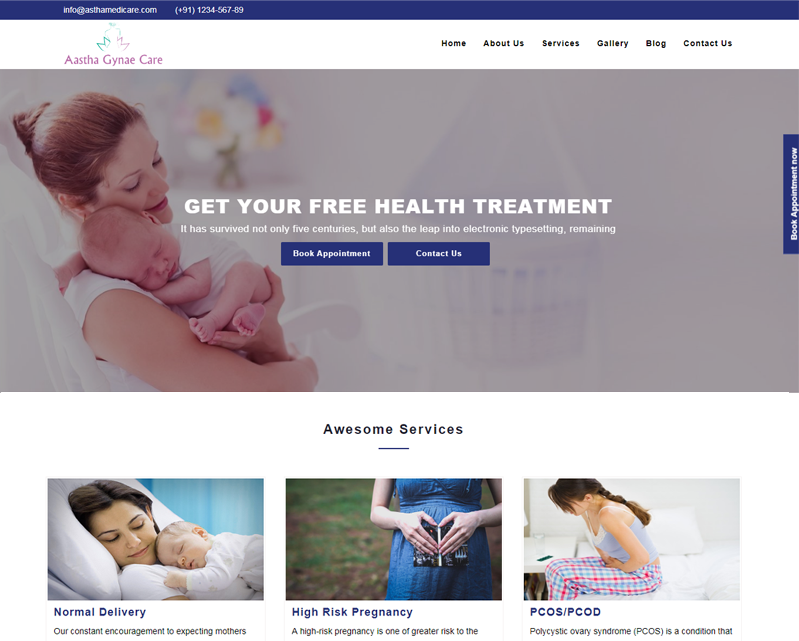 info@asthamedicare.com (+91) 1234-567-89
Aastha Gynae Care
Home About Us Services Gallery Blog Contact Us
Book Appointment now
GET YOUR FREE HEALTH TREATMENT
It has survived not only five centuries, but also the leap into electronic typesetting, remaining
Book Appointment Contact Us
Awesome Services
Normal Delivery
Our constant encouragement to expecting mothers
High Risk Pregnancy
A high-risk pregnancy is one of greater risk to the
PCOS/PCOD
Polycystic ovary syndrome (PCOS) is a condition that